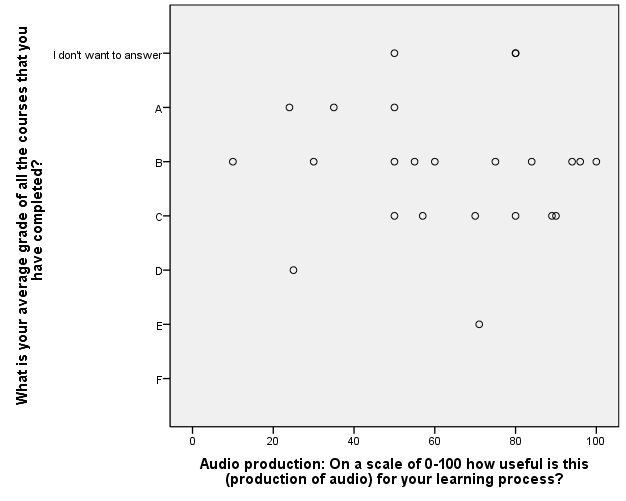 What is your average grade of all the courses that you
have completed?
I don't want to answer
A
B
C
D
E
F
0 20 40 60 80 100
Audio production: On a scale of 0-100 how useful is this
(production of audio) for your learning process?